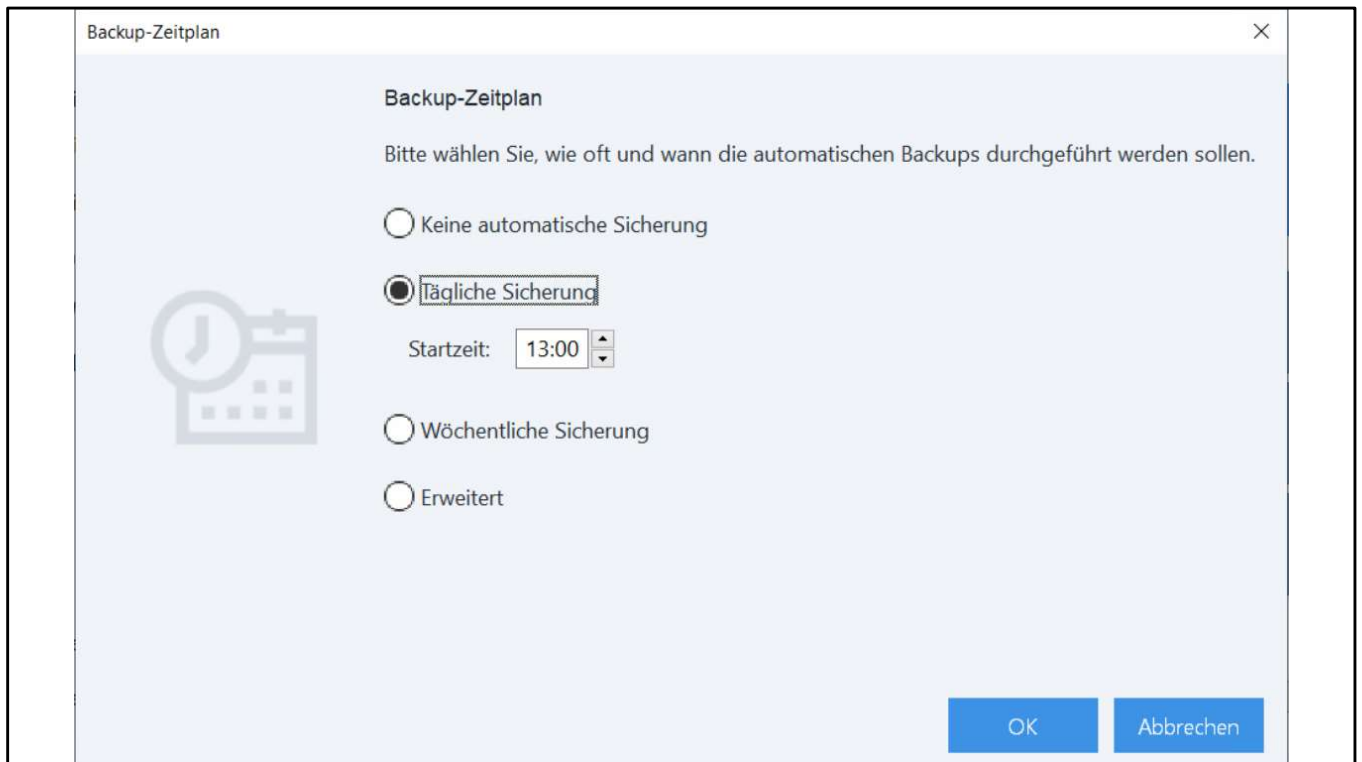 Backup-Zeitplan
Backup-Zeitplan
Bitte wählen Sie, wie oft und wann die automatischen Backups durchgeführt werden sollen.
Keine automatische Sicherung
Tägliche Sicherung
Startzeit: 13:00
Wöchentliche Sicherung
Erweitert
OK Abbrechen